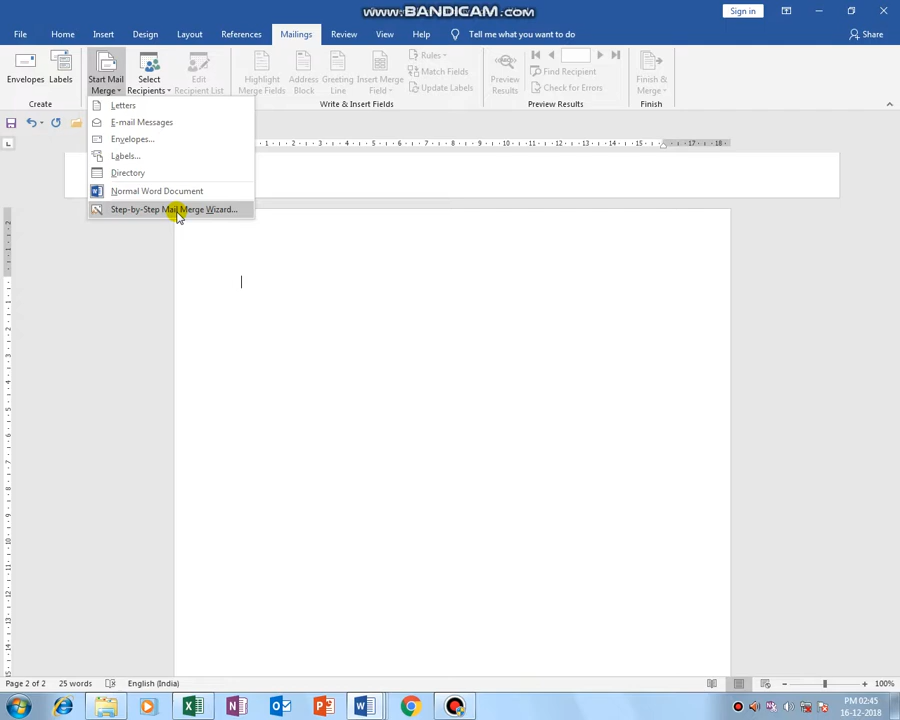 www.BANDICAM.com
Sign in
File Home Insert Design Layout References Mailings Review View Help Tell me what you want to do Share
Envelopes
Labels
Start Mail Merge
Select Recipients
Edit Recipient List
Highlight Merge Fields
Address Block
Greeting Line
Insert Merge Field
Rules
Match Fields
Update Labels
Preview Results
Find Recipient
Check for Errors
Finish & Merge
Create
Write & Insert Fields
Preview Results
Finish
Letters
E-mail Messages
Envelopes...
Labels...
Directory
Normal Word Document
Step-by-Step Mail Merge Wizard...
Page 2 of 2 25 words English (India) 100%
PM 02:45
16-12-2018